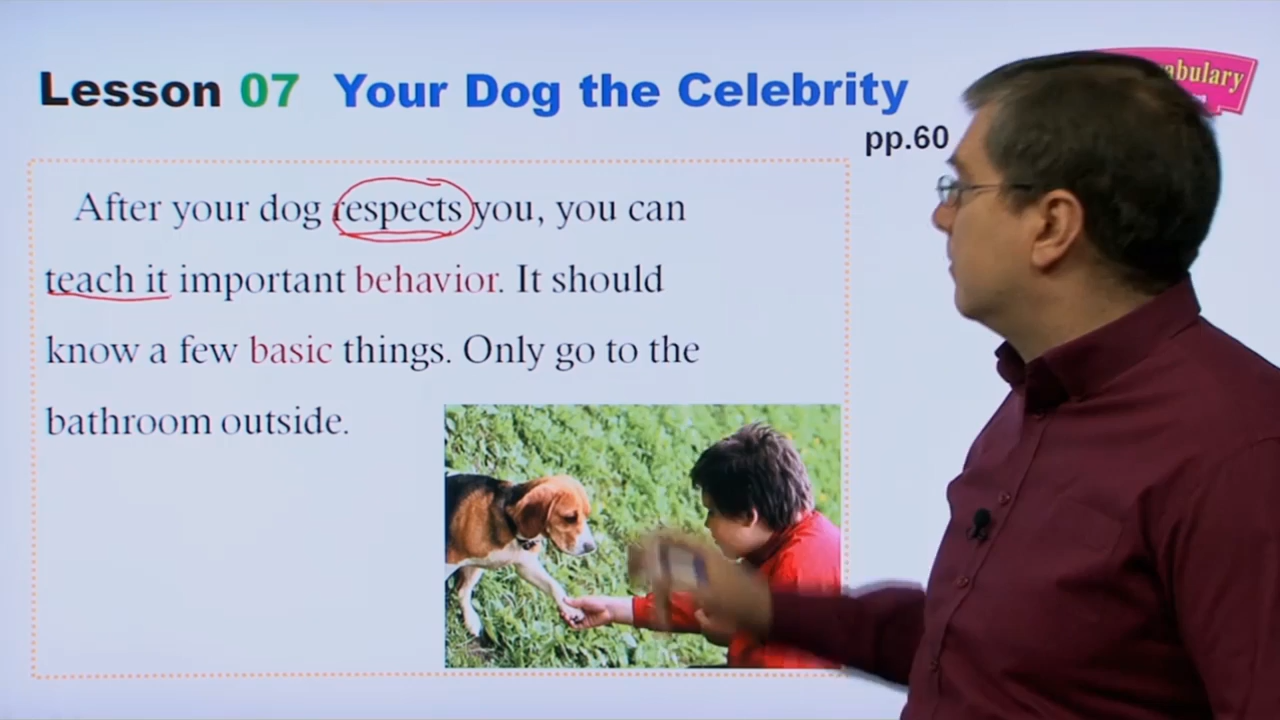 Lesson 07 Your Dog the Celebrity
pp.60
After your dog respects you, you can
teach it important behavior. It should
know a few basic things. Only go to the
bathroom outside.